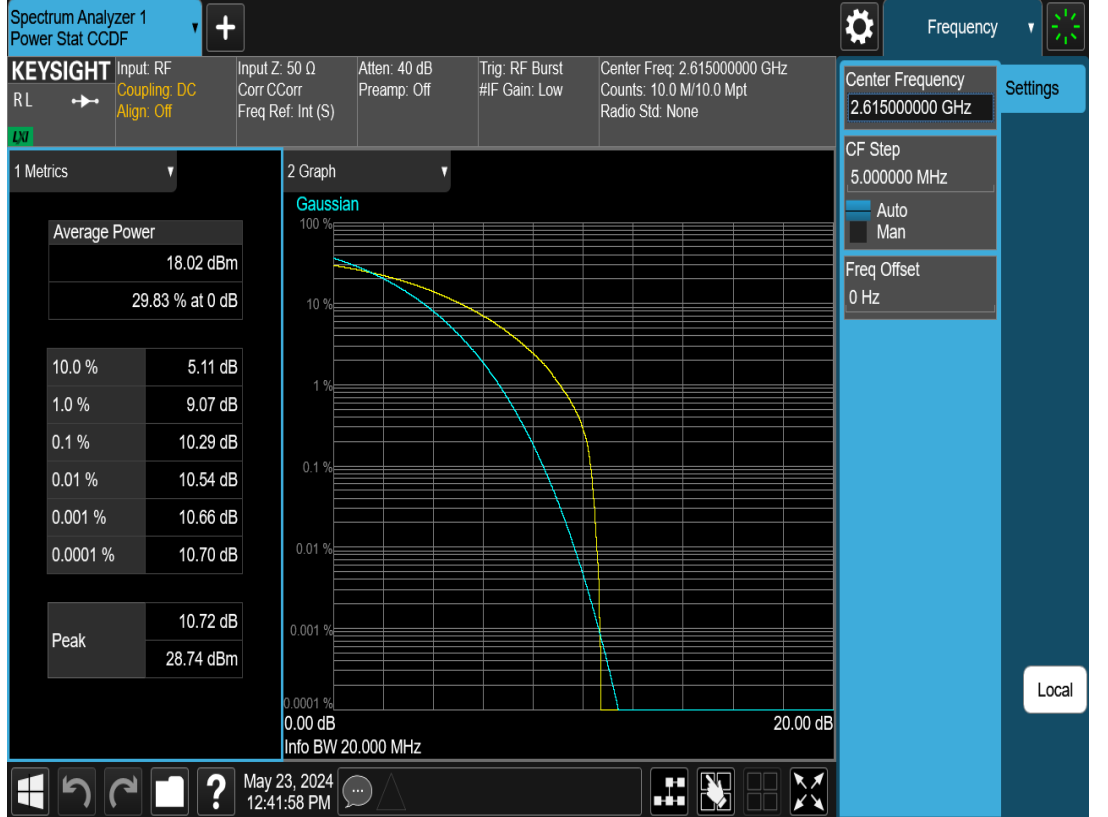 Spectrum Analyzer 1
Power Stat CCDF
+
Frequency
KEYSIGHT
RL
LXI
Input: RF
Coupling: DC
Align: Off
Input Z: 50 Ω
Corr CCorr
Freq Ref: Int (S)
Atten: 40 dB
Preamp: Off
Trig: RF Burst
#IF Gain: Low
Center Freq: 2.615000000 GHz
Counts: 10.0 M/10.0 Mpt
Radio Std: None
Center Frequency
2.615000000 GHz
Settings
CF Step
5.000000 MHz
Auto
Man
Freq Offset
0 Hz
1 Metrics
Average Power
18.02 dBm
29.83 % at 0 dB
10.0 % 5.11 dB
1.0 % 9.07 dB
0.1 % 10.29 dB
0.01 % 10.54 dB
0.001 % 10.66 dB
0.0001 % 10.70 dB
Peak
10.72 dB
28.74 dBm
2 Graph
Gaussian
100 %
10 %
1 %
0.1 %
0.01 %
0.001 %
0.0001 %
0.00 dB 20.00 dB
Info BW 20.000 MHz
Local
?
May 23, 2024
12:41:58 PM